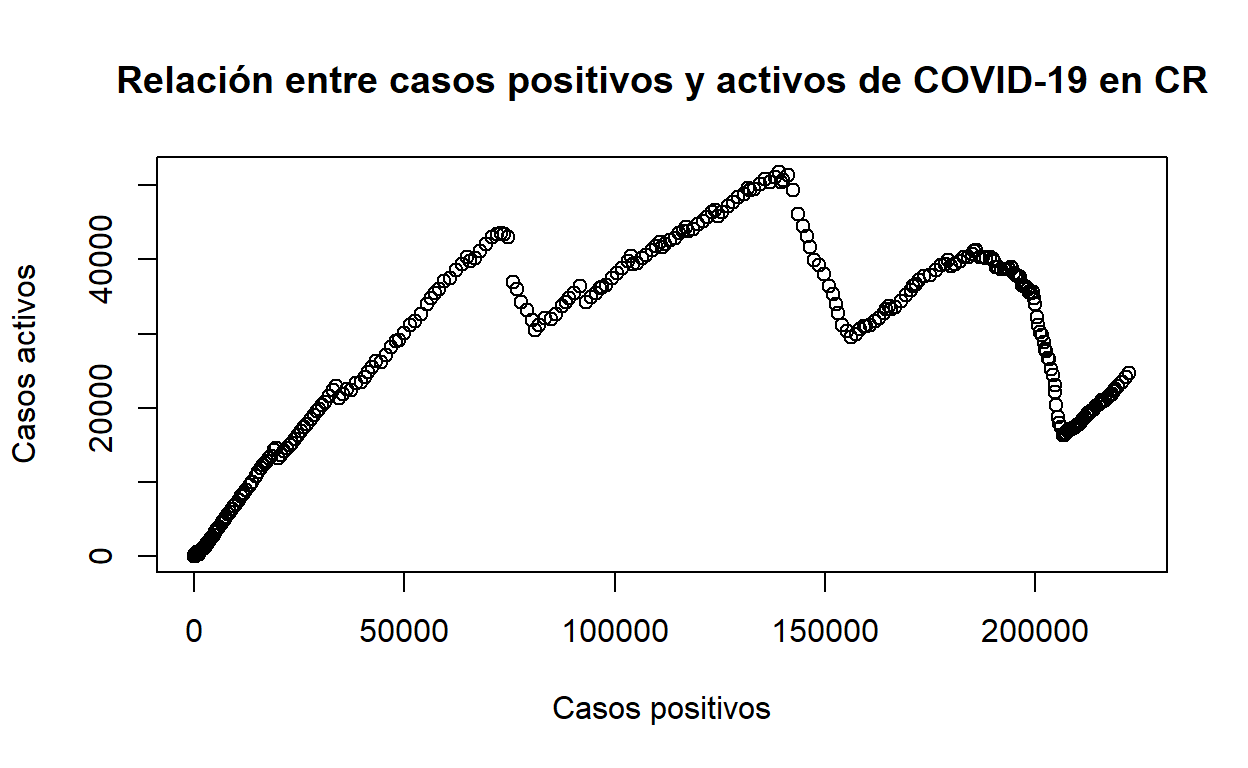 Relación entre casos positivos y activos de COVID-19 en CR
Casos activos
40000
20000
0
0 50000 100000 150000 200000
Casos positivos